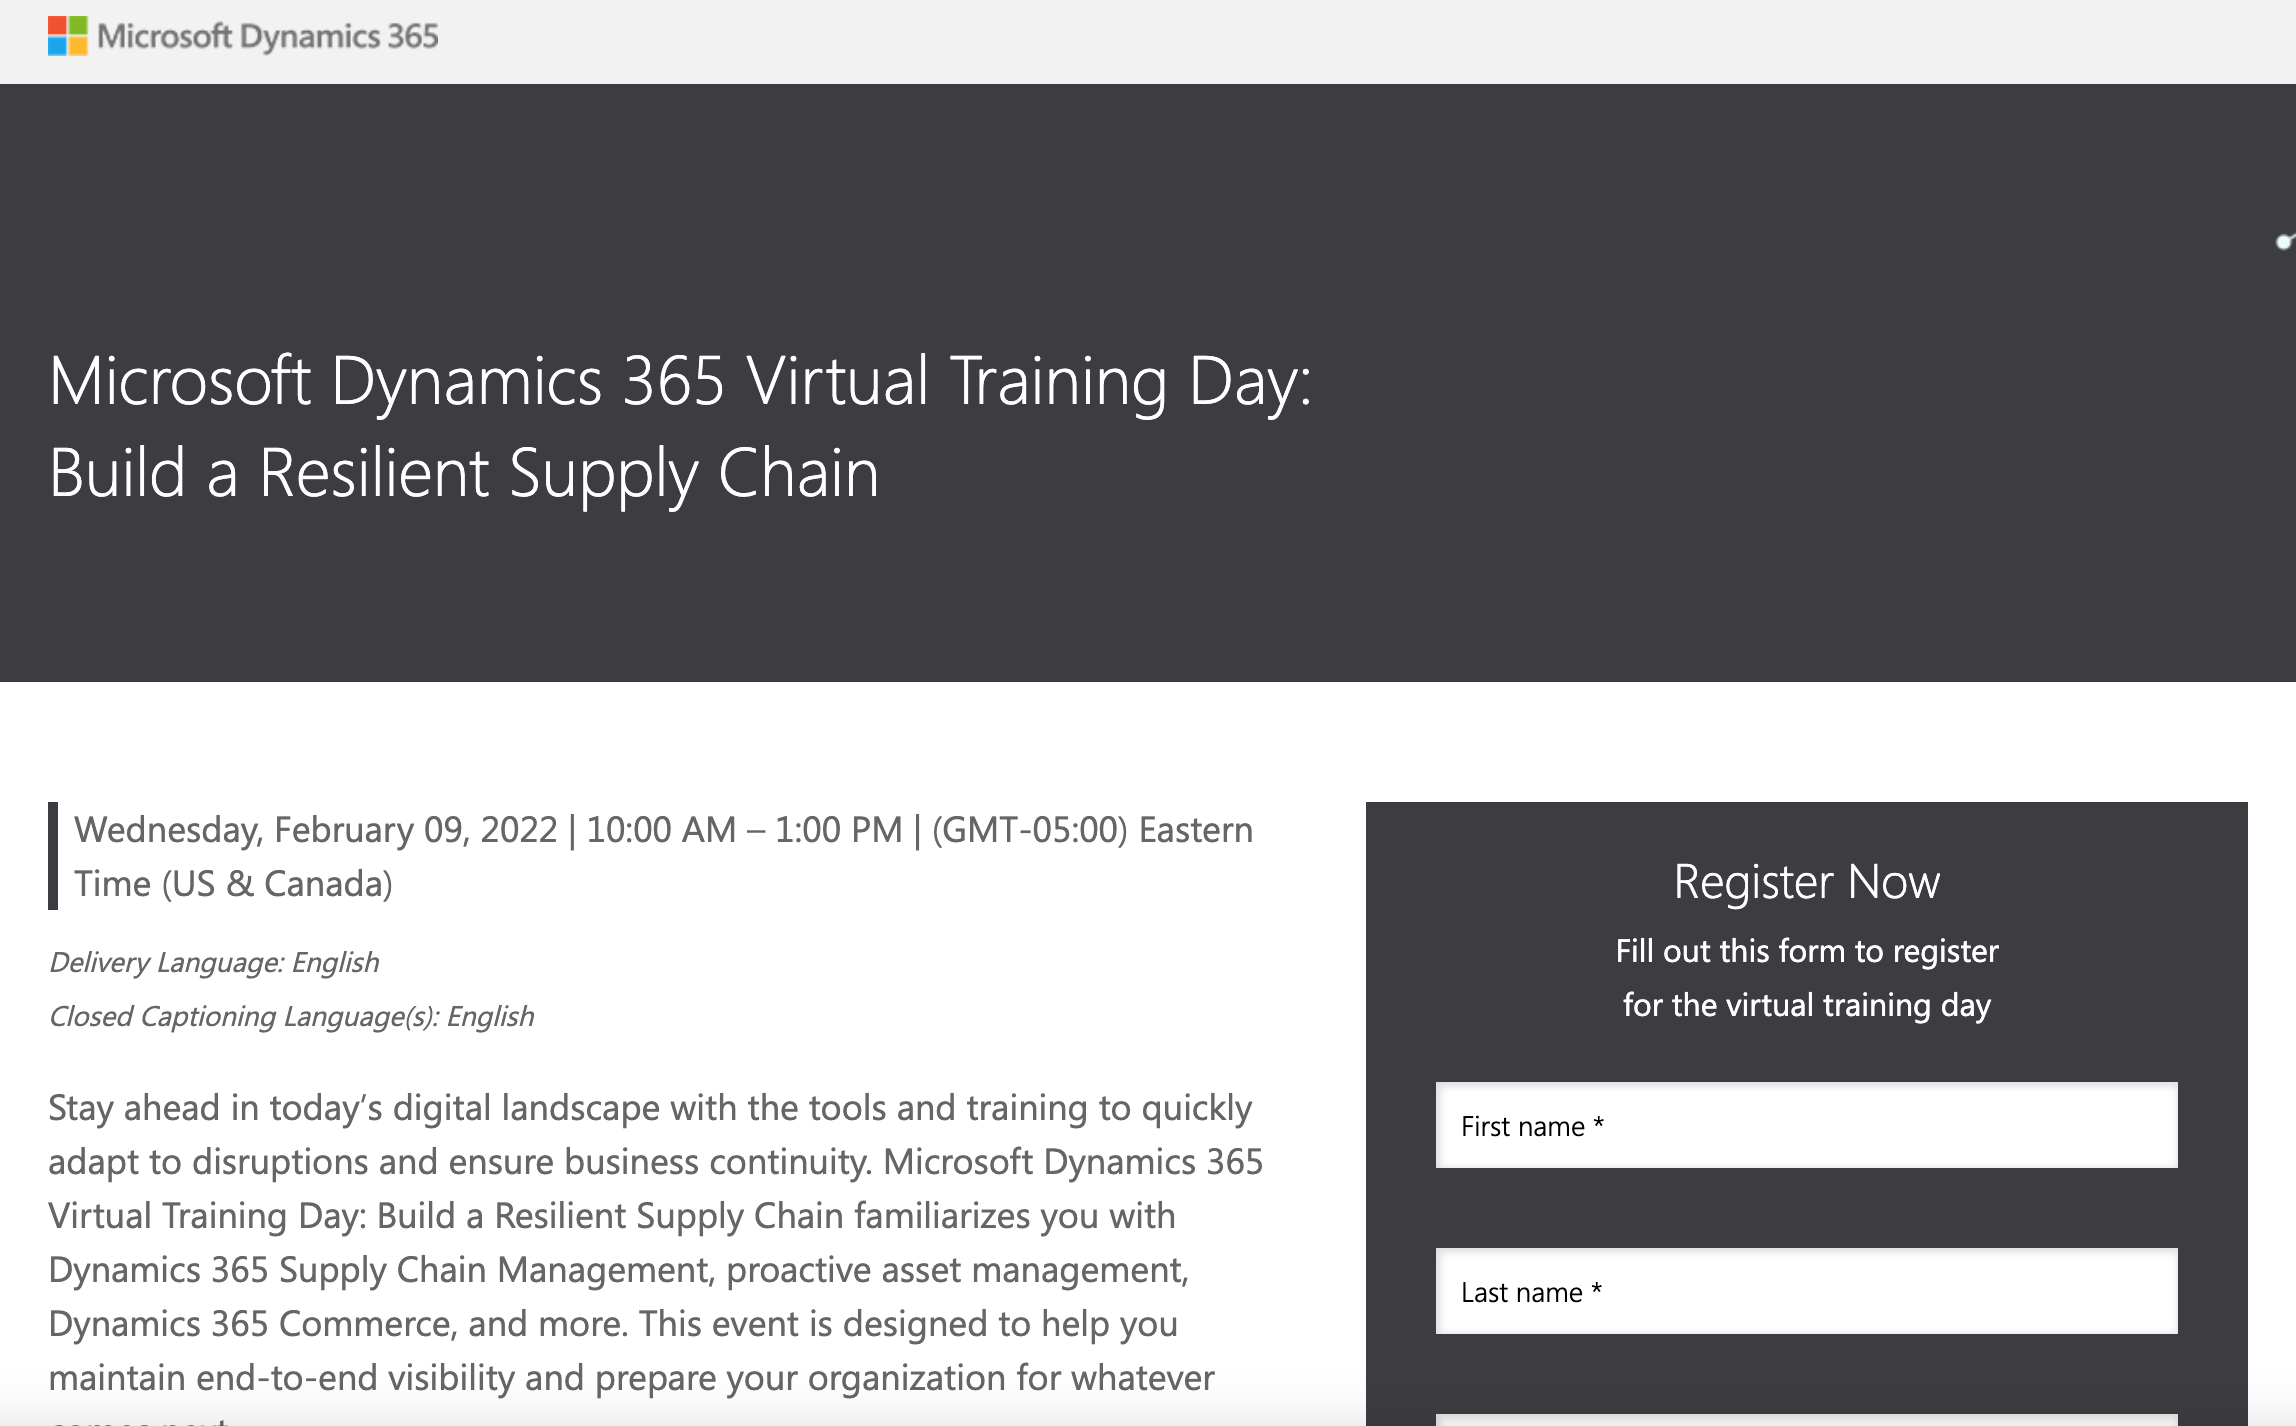 Microsoft Dynamics 365
Microsoft Dynamics 365 Virtual Training Day:
Build a Resilient Supply Chain
Wednesday, February 09, 2022 | 10:00 AM – 1:00 PM | (GMT-05:00) Eastern
Time (US & Canada)
Delivery Language: English
Closed Captioning Language(s): English
Stay ahead in today’s digital landscape with the tools and training to quickly
adapt to disruptions and ensure business continuity. Microsoft Dynamics 365
Virtual Training Day: Build a Resilient Supply Chain familiarizes you with
Dynamics 365 Supply Chain Management, proactive asset management,
Dynamics 365 Commerce, and more. This event is designed to help you
maintain end-to-end visibility and prepare your organization for whatever
Register Now
Fill out this form to register
for the virtual training day
First name *
Last name *